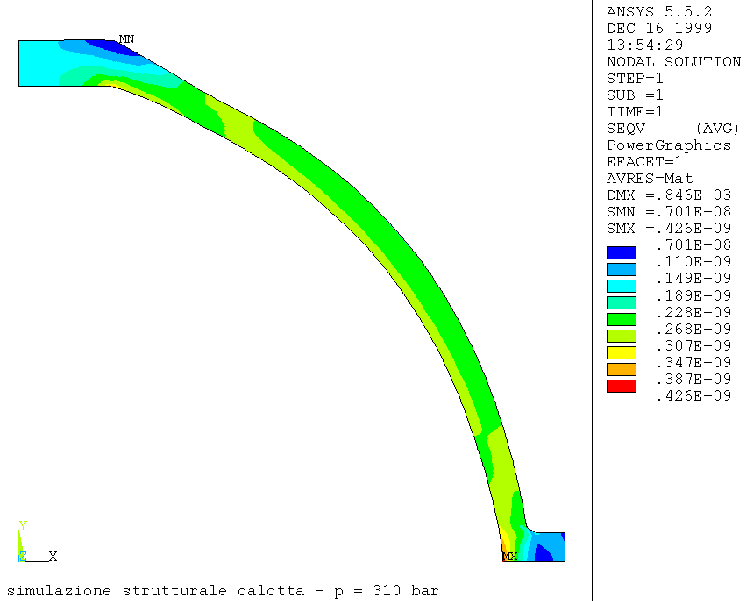 MN
ANSYS 5.5.2
DEC 16 1999
13:54:29
NODAL SOLUTION
STEP=1
SUB =1
TIME=1
SEQV (AVG)
PowerGraphics
EFACET=1
AVRES=Mat
DMX =.846E 03
SMN =.701E-08
SMX =.426E-09
.701E-08
.110E-09
.149E-09
.189E-09
.228E-09
.268E-09
.307E-09
.347E-09
.387E-09
.426E-09
Y
Z X
MX
simulazione strutturale calotta - p = 310 bar